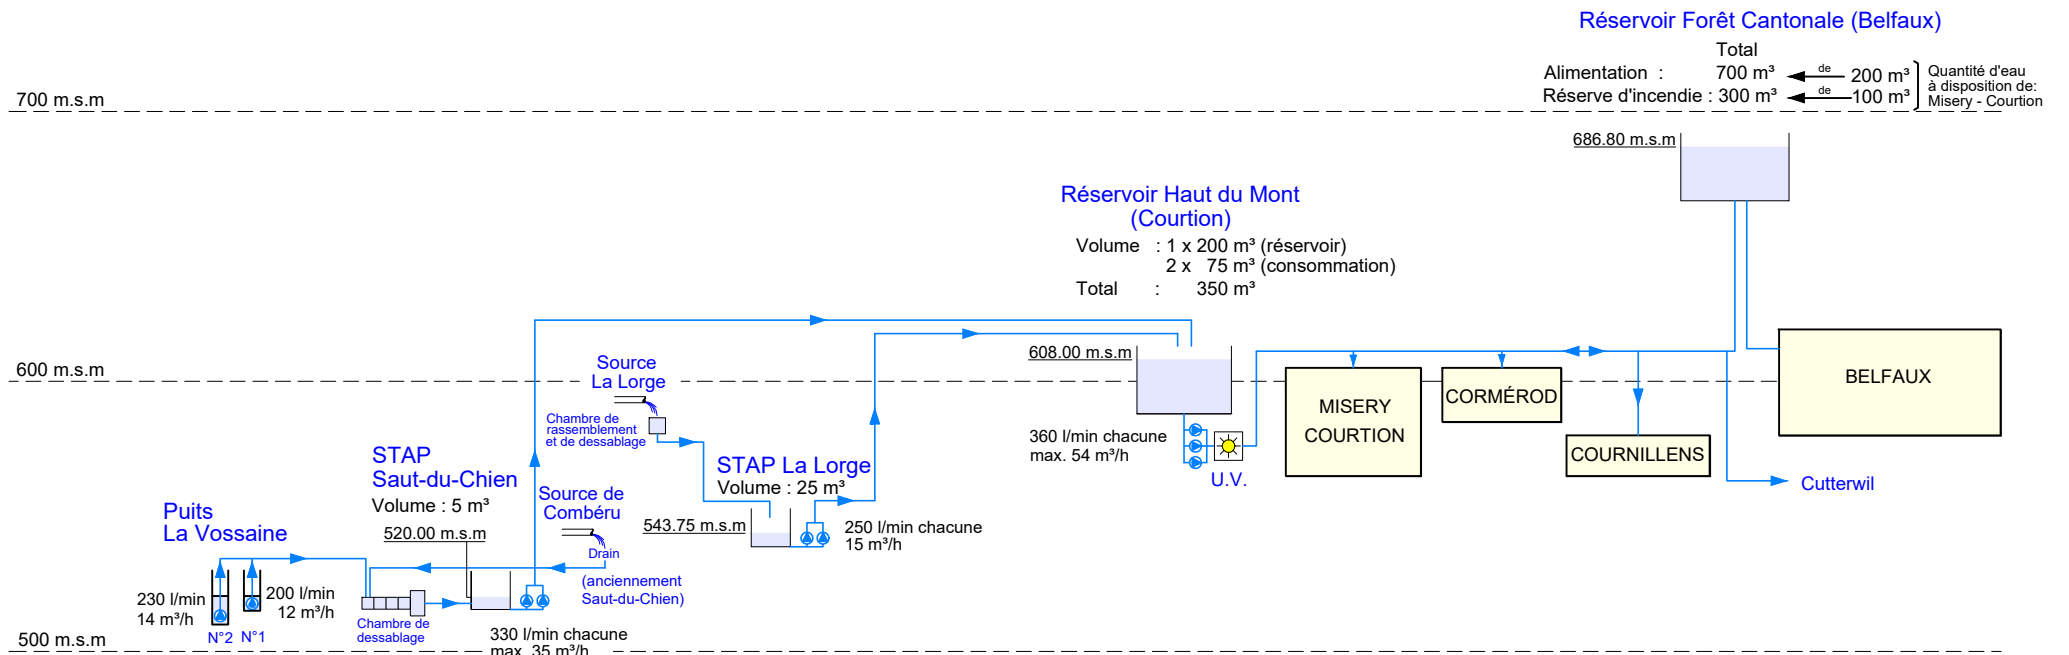 Réservoir Forêt Cantonale (Belfaux)
Total
Alimentation : 700 m³ de 200 m³
Réserve d'incendie : 300 m³ de 100 m³
Quantité d'eau
à disposition de:
Misery - Courtion
700 m.s.m
686.80 m.s.m
Réservoir Haut du Mont
(Courtion)
Volume : 1 x 200 m³ (réservoir)
2 x 75 m³ (consommation)
Total : 350 m³
608.00 m.s.m
600 m.s.m
Source
La Lorge
Chambre de
rassemblement
et de dessablage
MISERY
COURTION
CORMÉROD
COURNILLENS
BELFAUX
Cutterwil
360 l/min chacune
max. 54 m³/h
U.V.
STAP La Lorge
Volume : 25 m³
543.75 m.s.m
250 l/min chacune
15 m³/h
STAP
Saut-du-Chien
Volume : 5 m³
520.00 m.s.m
Source de
Combéru
Drain
(anciennement
Saut-du-Chien)
Puits
La Vossaine
230 l/min
14 m³/h
200 l/min
12 m³/h
N°2 N°1
Chambre de
dessablage
330 l/min chacune
max. 35 m³/h
500 m.s.m